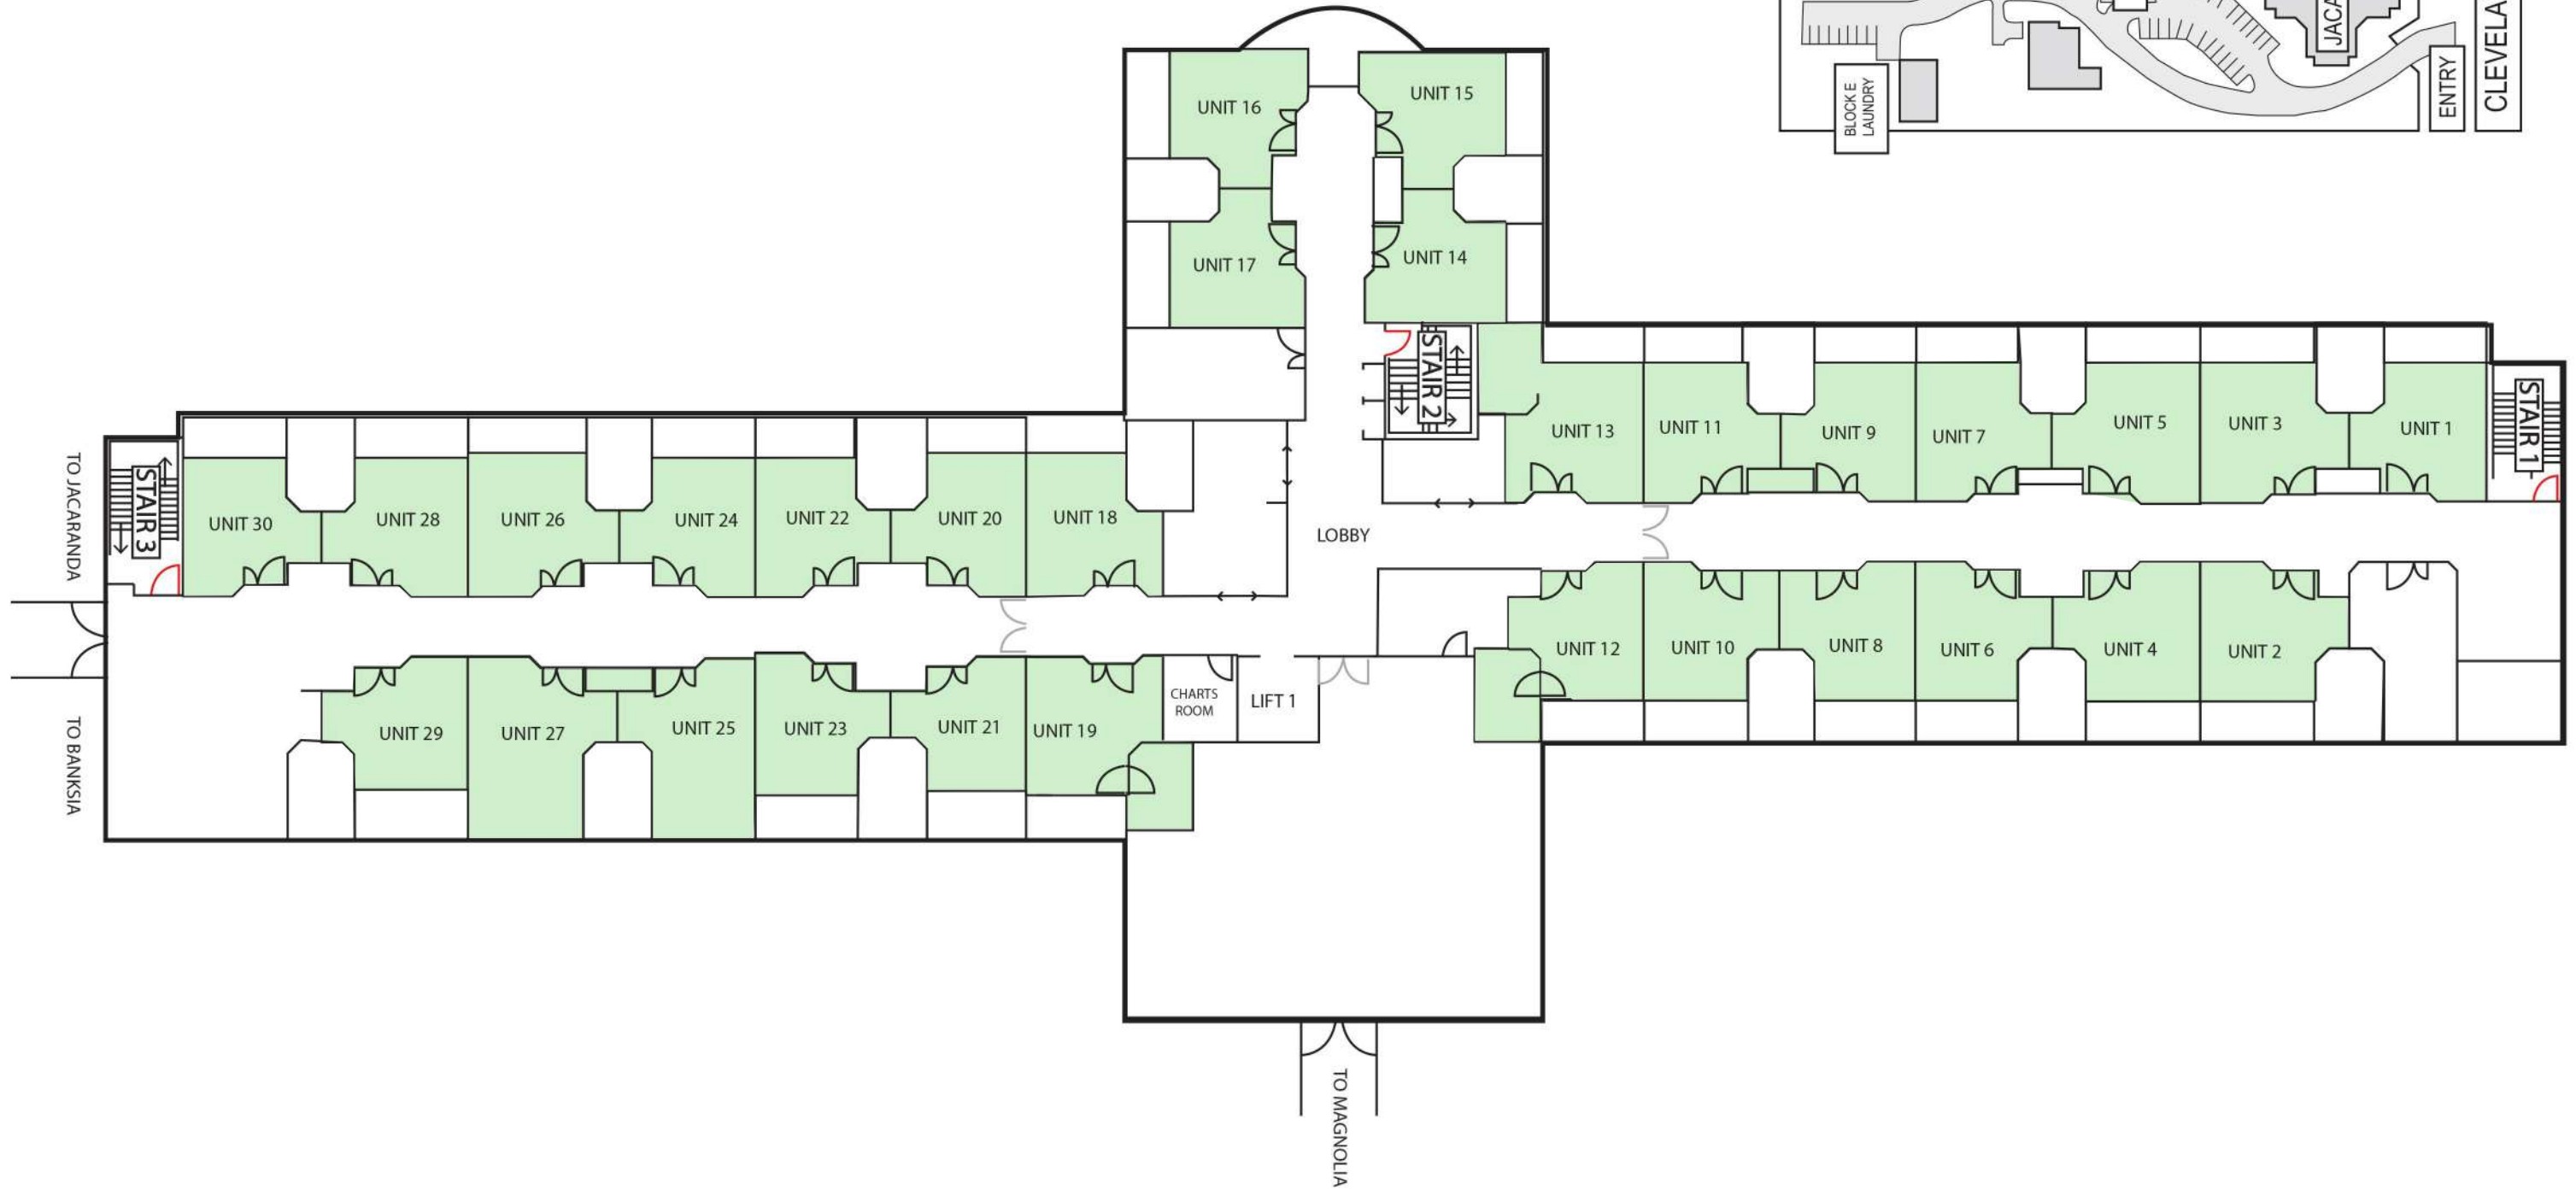 JACA
CLEVELA
ENTRY
BLOCK E
LAUNDRY
UNIT 16
UNIT 15
UNIT 17
UNIT 14
STAIR 2
STAIR 1
UNIT 13
UNIT 11
UNIT 9
UNIT 7
UNIT 5
UNIT 3
UNIT 1
TO JACARANDA
STAIR 3
UNIT 30
UNIT 28
UNIT 26
UNIT 24
UNIT 22
UNIT 20
UNIT 18
LOBBY
UNIT 12
UNIT 10
UNIT 8
UNIT 6
UNIT 4
UNIT 2
TO BANKSIA
UNIT 29
UNIT 27
UNIT 25
UNIT 23
UNIT 21
UNIT 19
CHARTS
ROOM
LIFT 1
TO MAGNOLIA